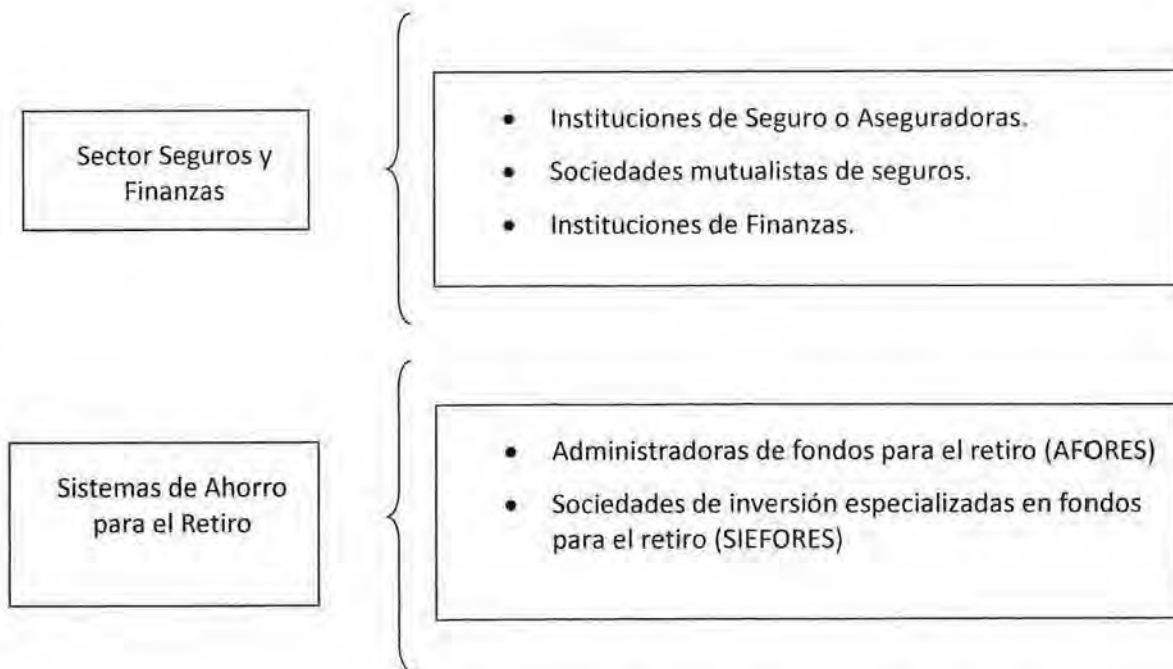 Sector Seguros y
Finanzas
• Instituciones de Seguro o Aseguradoras.
• Sociedades mutualistas de seguros.
• Instituciones de Finanzas.
Sistemas de Ahorro
para el Retiro
• Administradoras de fondos para el retiro (AFORES)
• Sociedades de inversión especializadas en fondos
para el retiro (SIEFORES)